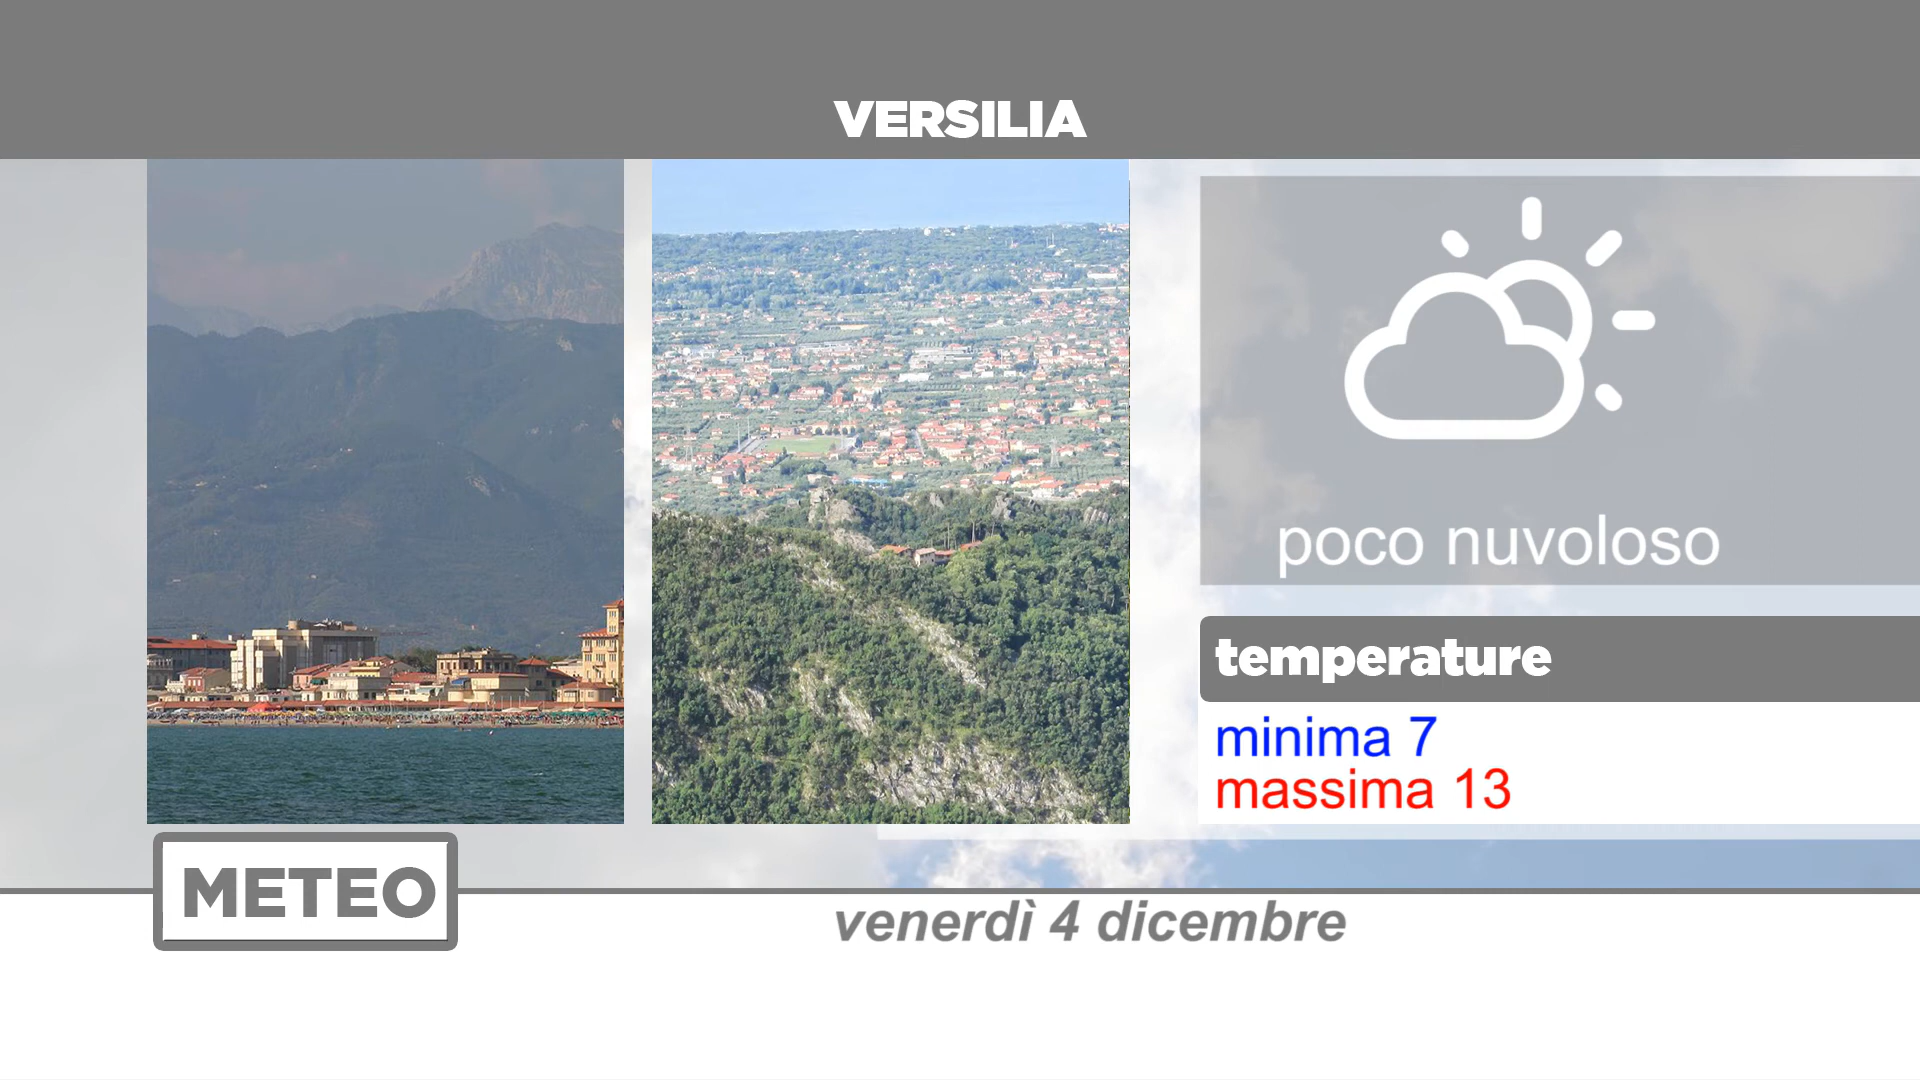 VERSILIA
poco nuvoloso
temperature
minima 7
massima 13
METEO
venerdì 4 dicembre